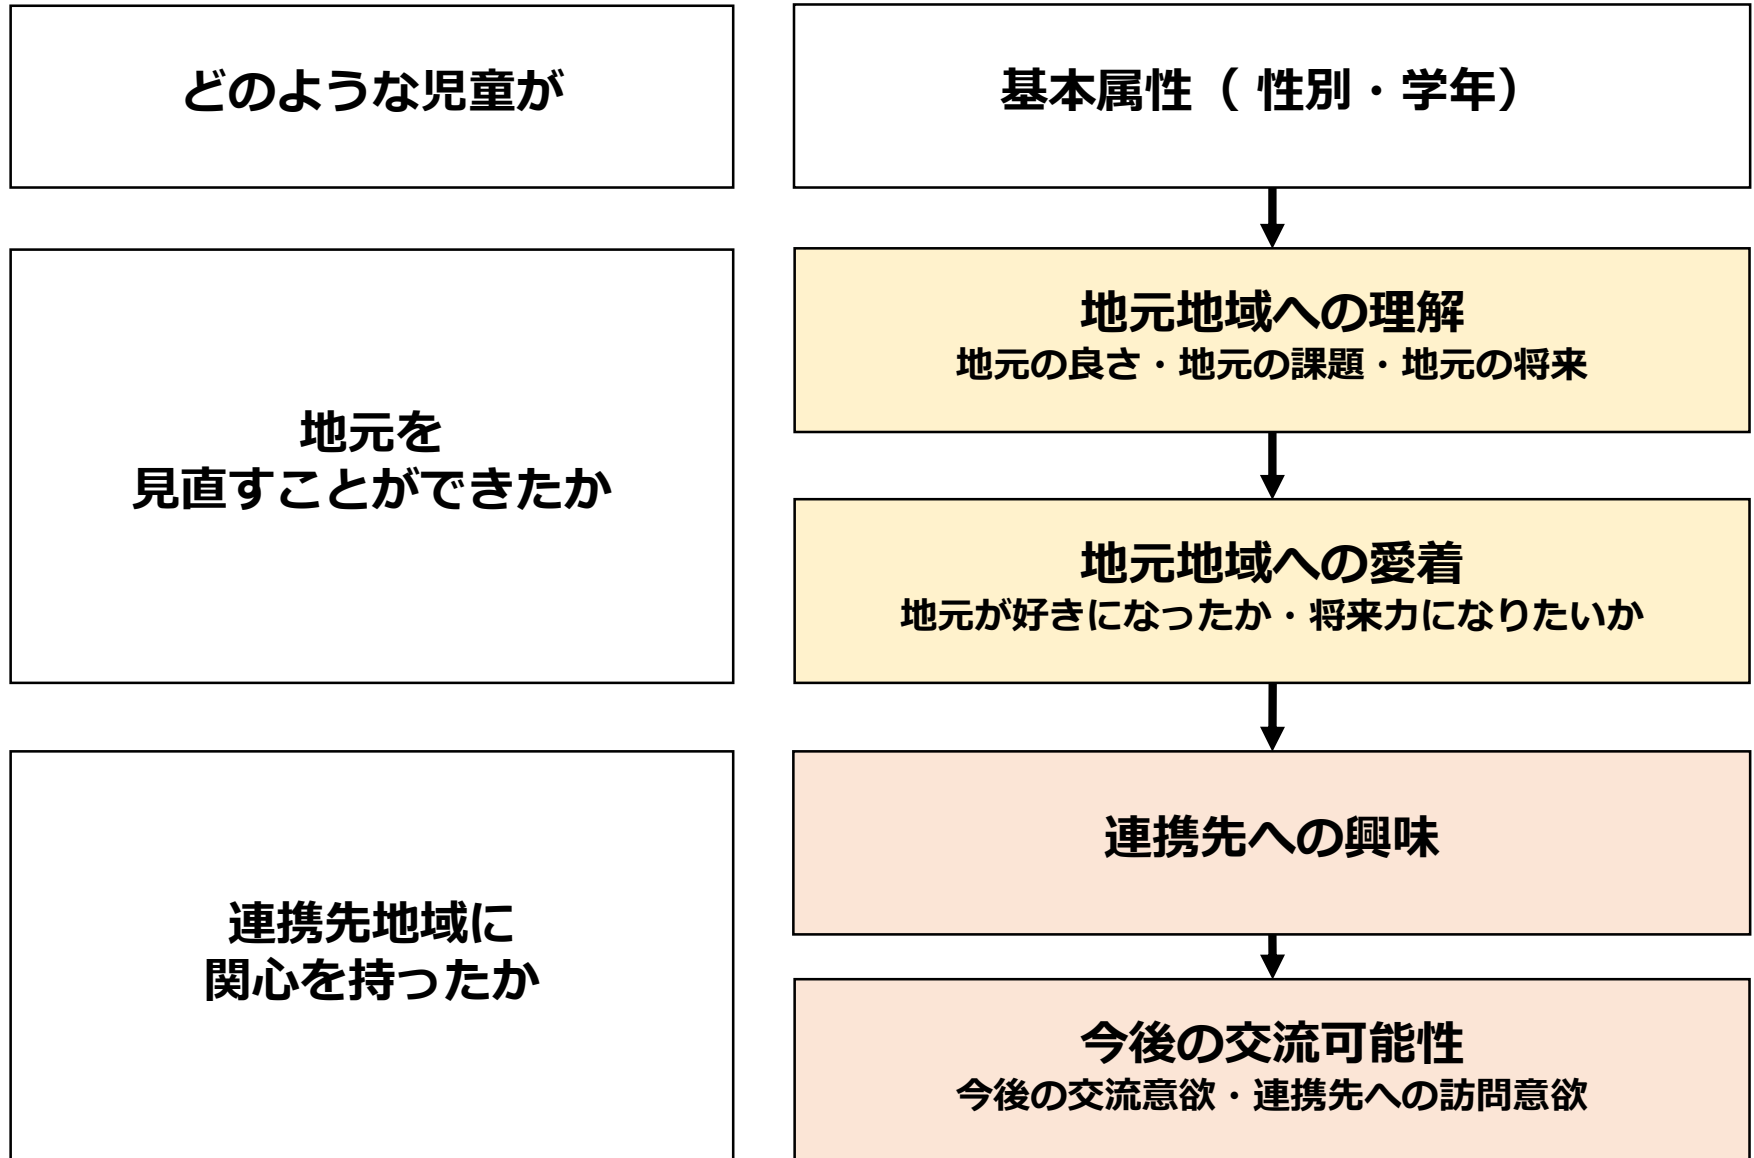 どのような児童が
基本属性（ 性別・学年）
地元を
見直すことができたか
地元地域への理解
地元の良さ・地元の課題・地元の将来
地元地域への愛着
地元が好きになったか・将来力になりたいか
連携先地域に
関心を持ったか
連携先への興味
今後の交流可能性
今後の交流意欲・連携先への訪問意欲